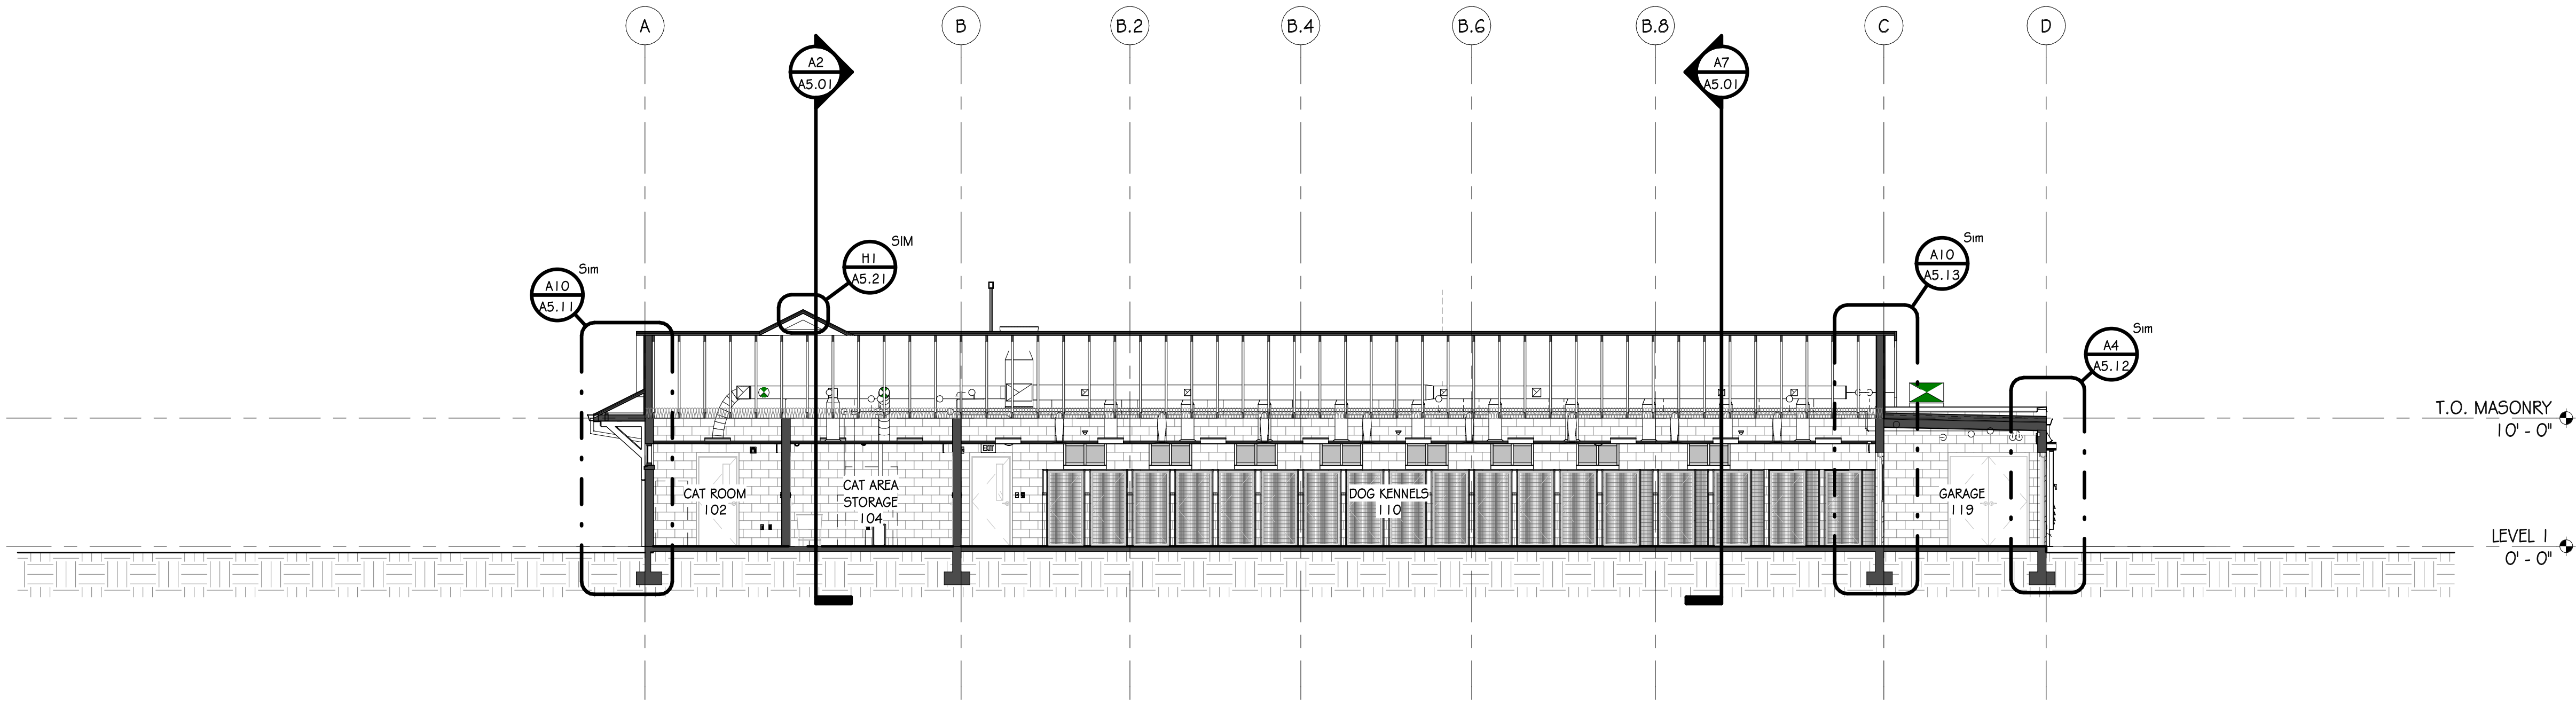 A
B
B.2
B.4
B.6
B.8
C
D
A2
A5.01
A7
A5.01
SIM
H1
A5.21
Sim
A10
A5.11
Sim
A10
A5.13
Sim
A4
A5.12
T.O. MASONRY
10' - 0"
EXIT
CAT ROOM
102
CAT AREA
STORAGE
104
DOG KENNELS
110
GARAGE
119
LEVEL 1
0' - 0"